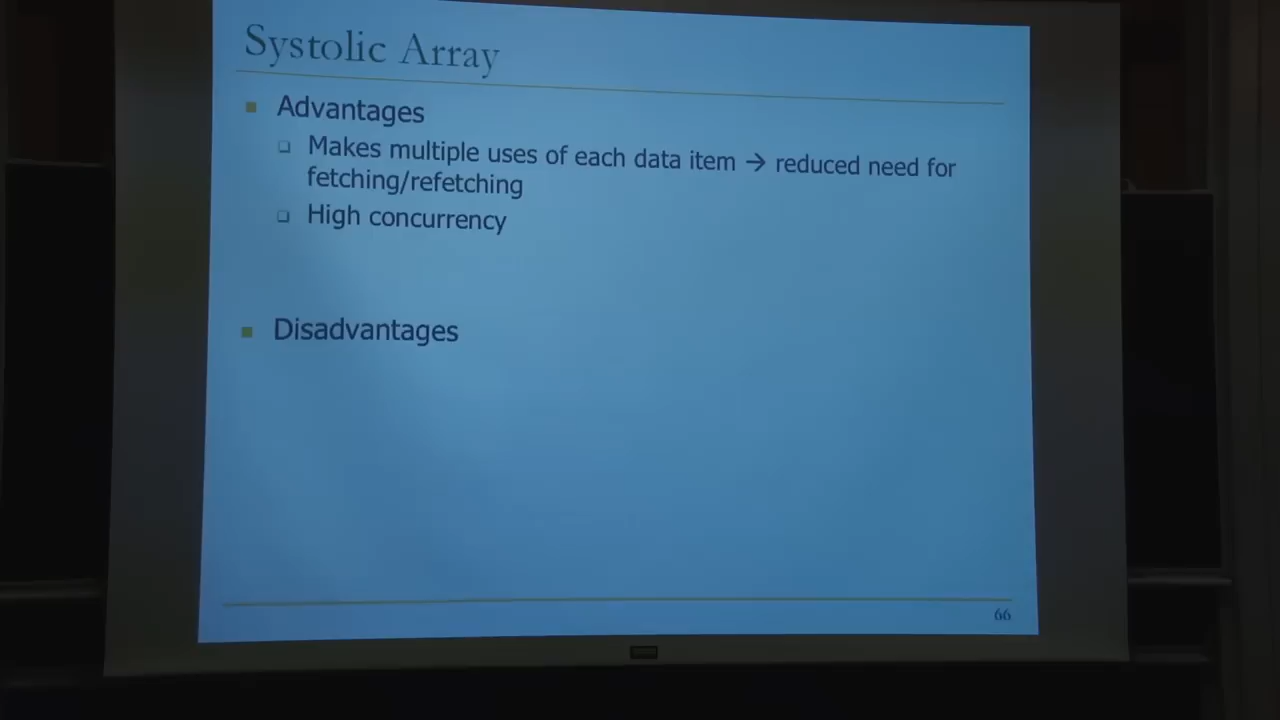 Systolic Array
Advantages
Makes multiple uses of each data item → reduced need for
fetching/refetching
High concurrency
Disadvantages
66